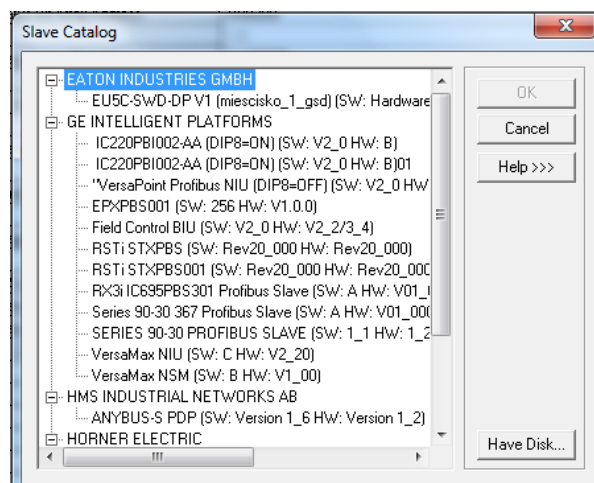 Slave Catalog
EATON INDUSTRIES GMBH
EU5C-SWD-DP V1 (miescisko_1_gsd) (SW: Hardware
GE INTELLIGENT PLATFORMS
IC220PBI002-AA (DIP8=ON) (SW: V2_0 HW: B)
IC220PBI002-AA (DIP8=ON) (SW: V2_0 HW: B)01
"VersaPoint Profibus NIU (DIP8=OFF) (SW: V2_0 HW
EPXPBS001 (SW: 256 HW: V1.0.0)
Field Control BIU (SW: V2_0 HW: V2_2/3_4)
RSTi STXPBS (SW: Rev20_000 HW: Rev20_000)
RSTi STXPBS001 (SW: Rev20_000 HW: Rev20_000
RX3i IC695PBS301 Profibus Slave (SW: A HW: V01_
Series 90-30 367 Profibus Slave (SW: A HW: V01_000
SERIES 90-30 PROFIBUS SLAVE (SW: 1_1 HW: 1_2
VersaMax NIU (SW: C HW: V2_20)
VersaMax NSM (SW: B HW: V1_00)
HMS INDUSTRIAL NETWORKS AB
ANYBUS-S PDP (SW: Version 1_6 HW: Version 1_2)
HORNER ELECTRIC
OK
Cancel
Help >>>
Have Disk...